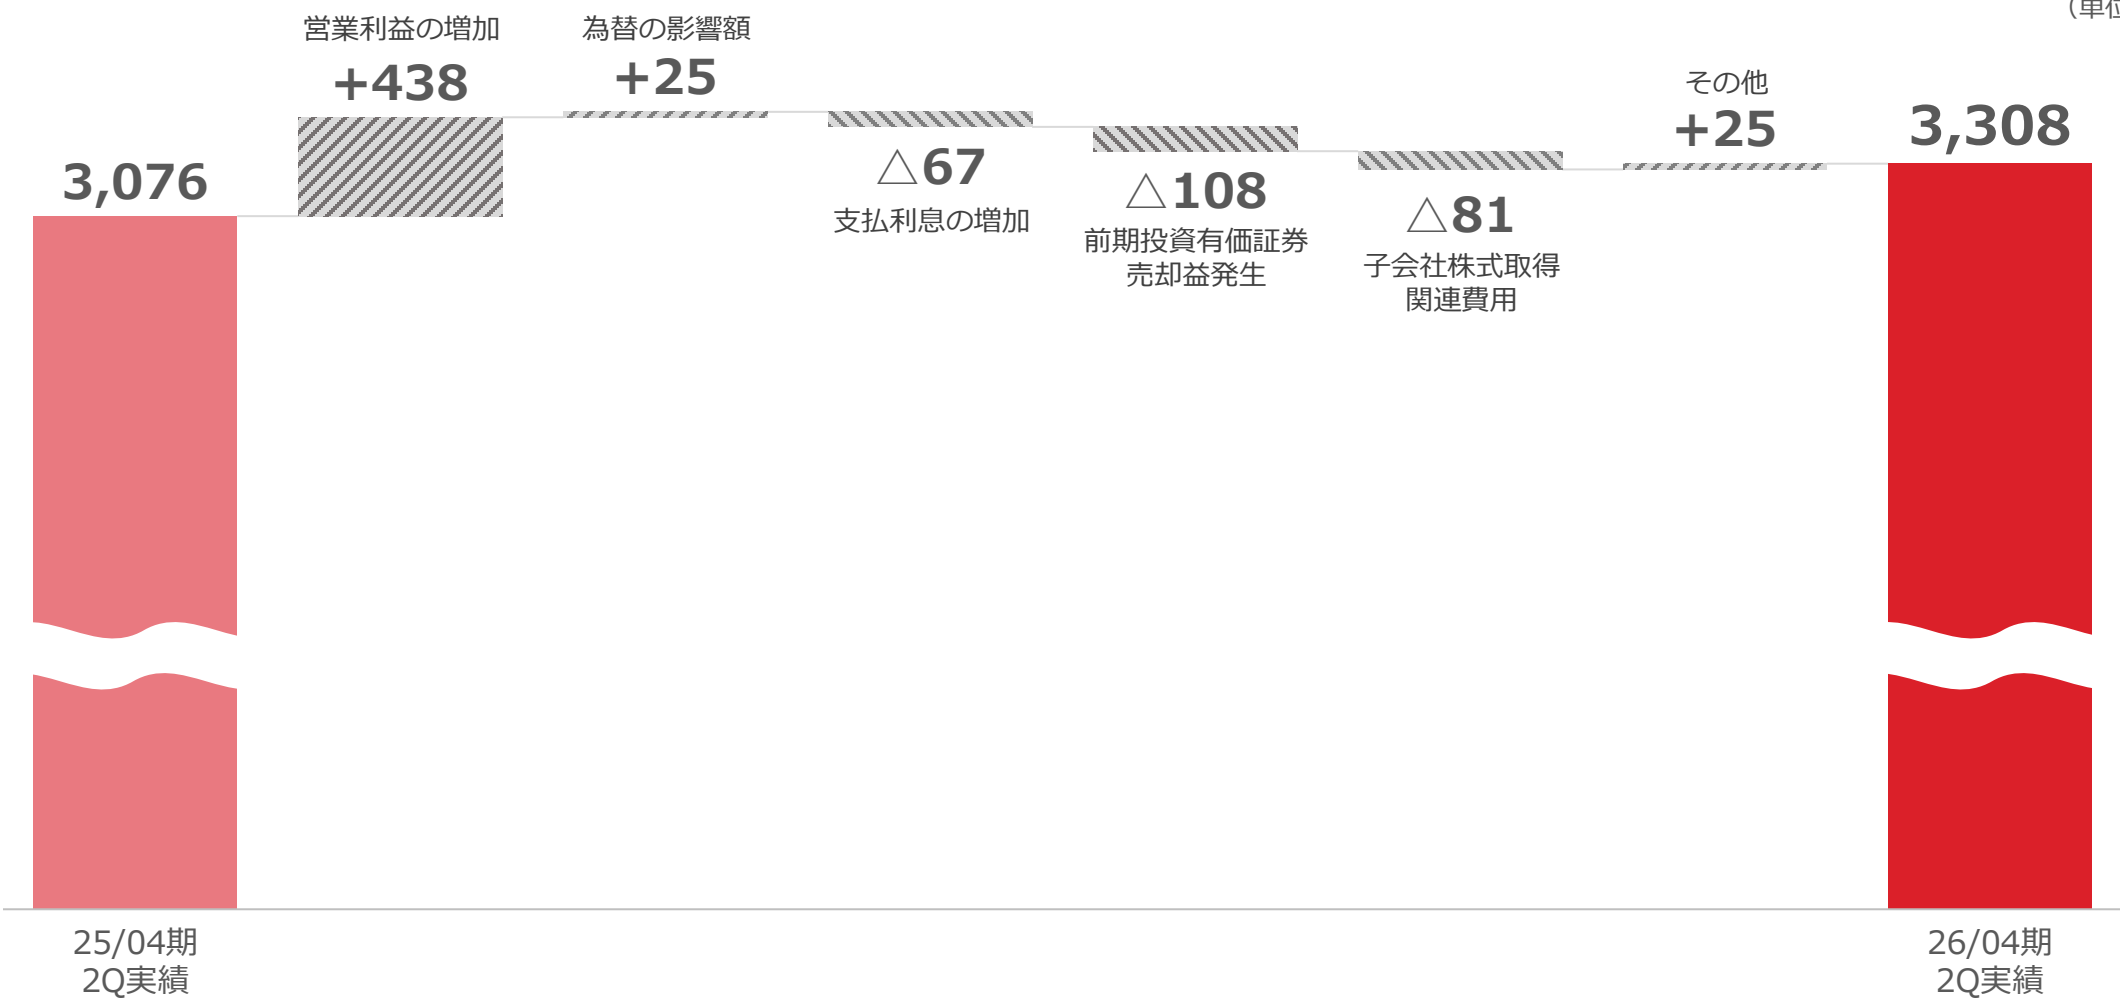 （単位
営業利益の増加
+438
為替の影響額
+25
3,076
△67
支払利息の増加
△108
前期投資有価証券
売却益発生
△81
子会社株式取得
関連費用
その他
+25
3,308
25/04期
2Q実績
26/04期
2Q実績